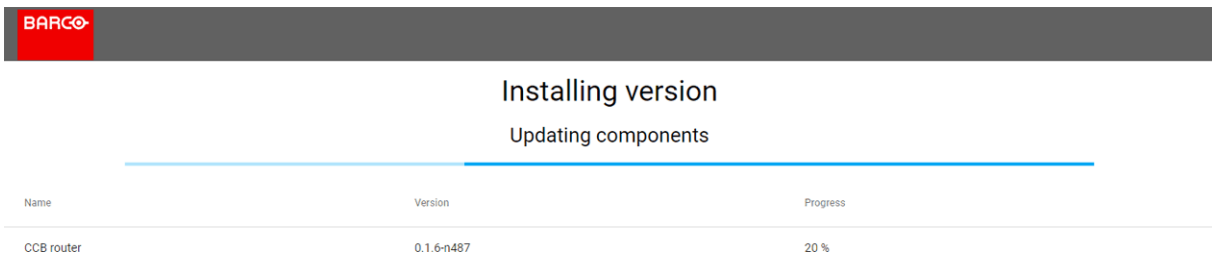 BARCO
Installing version
Updating components
Name Version Progress
CCB router 0.1.6-n487 20 %